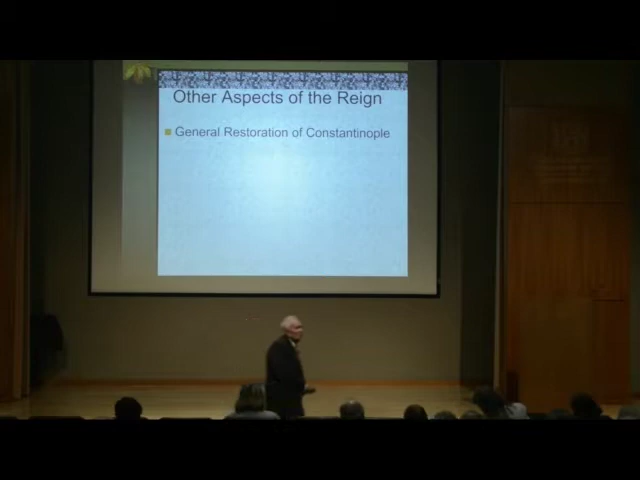 Other Aspects of the Reign
General Restoration of Constantinople